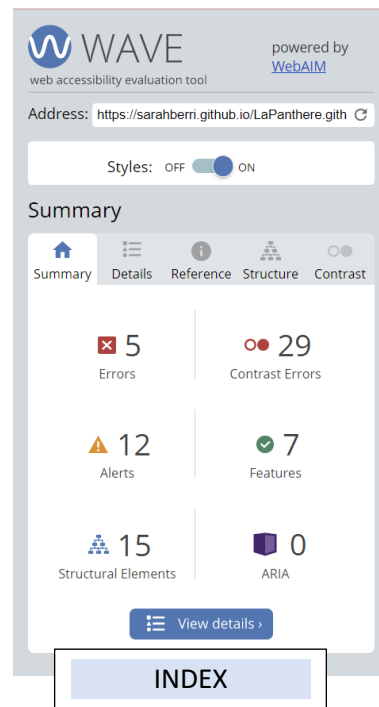 WAVE
web accessibility evaluation tool
powered by
WebAIM
Address: https://sarahberri.github.io/LaPanthere.gith
Styles: OFF ON
Summary
Summary Details Reference Structure Contrast
5
Errors
29
Contrast Errors
12
Alerts
7
Features
15
Structural Elements
0
ARIA
View details ›
INDEX